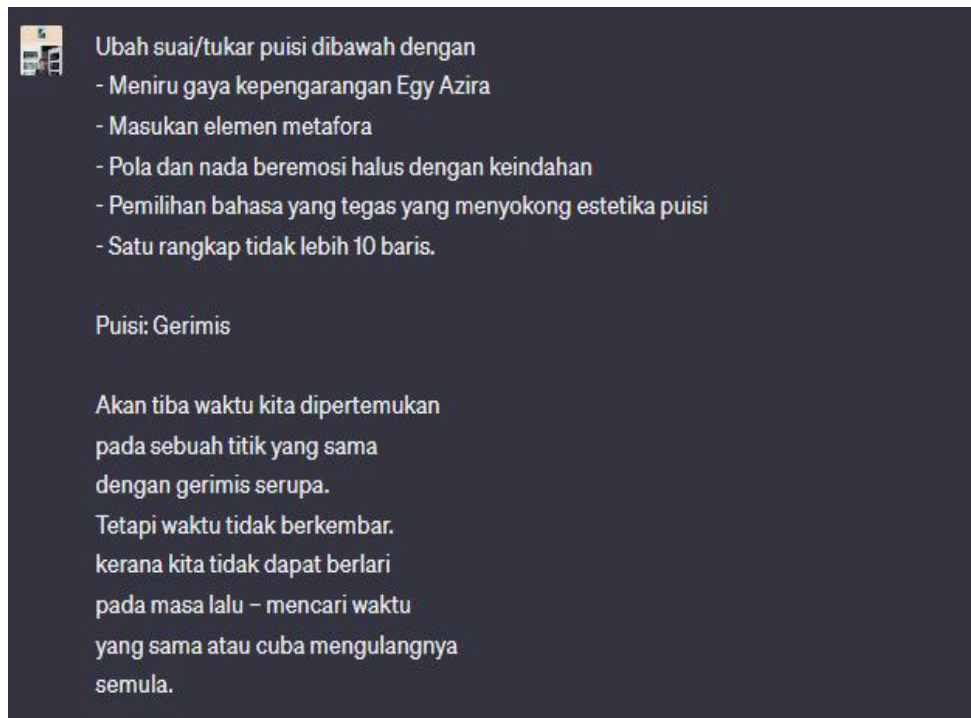 Ubah suai/tukar puisi dibawah dengan
- Meniru gaya kepengarangan Egy Azira
- Masukan elemen metafora
- Pola dan nada beremosi halus dengan keindahan
- Pemilihan bahasa yang tegas yang menyokong estetika puisi
- Satu rangkap tidak lebih 10 baris.
Puisi: Gerimis
Akan tiba waktu kita dipertemukan
pada sebuah titik yang sama
dengan gerimis serupa.
Tetapi waktu tidak berkembar.
kerana kita tidak dapat berlari
pada masa lalu – mencari waktu
yang sama atau cuba mengulangnya
semula.